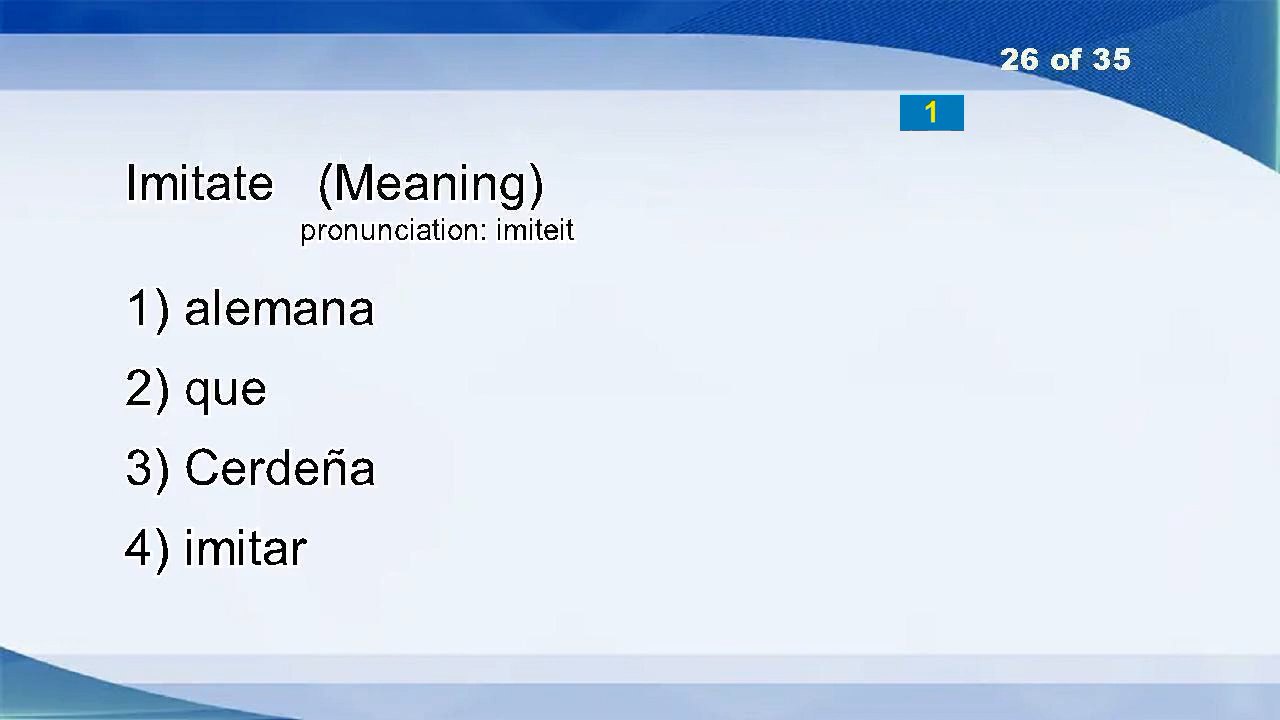 26 of 35
1
Imitate (Meaning)
pronunciation: imiteit
1) alemana
2) que
3) Cerdeña
4) imitar